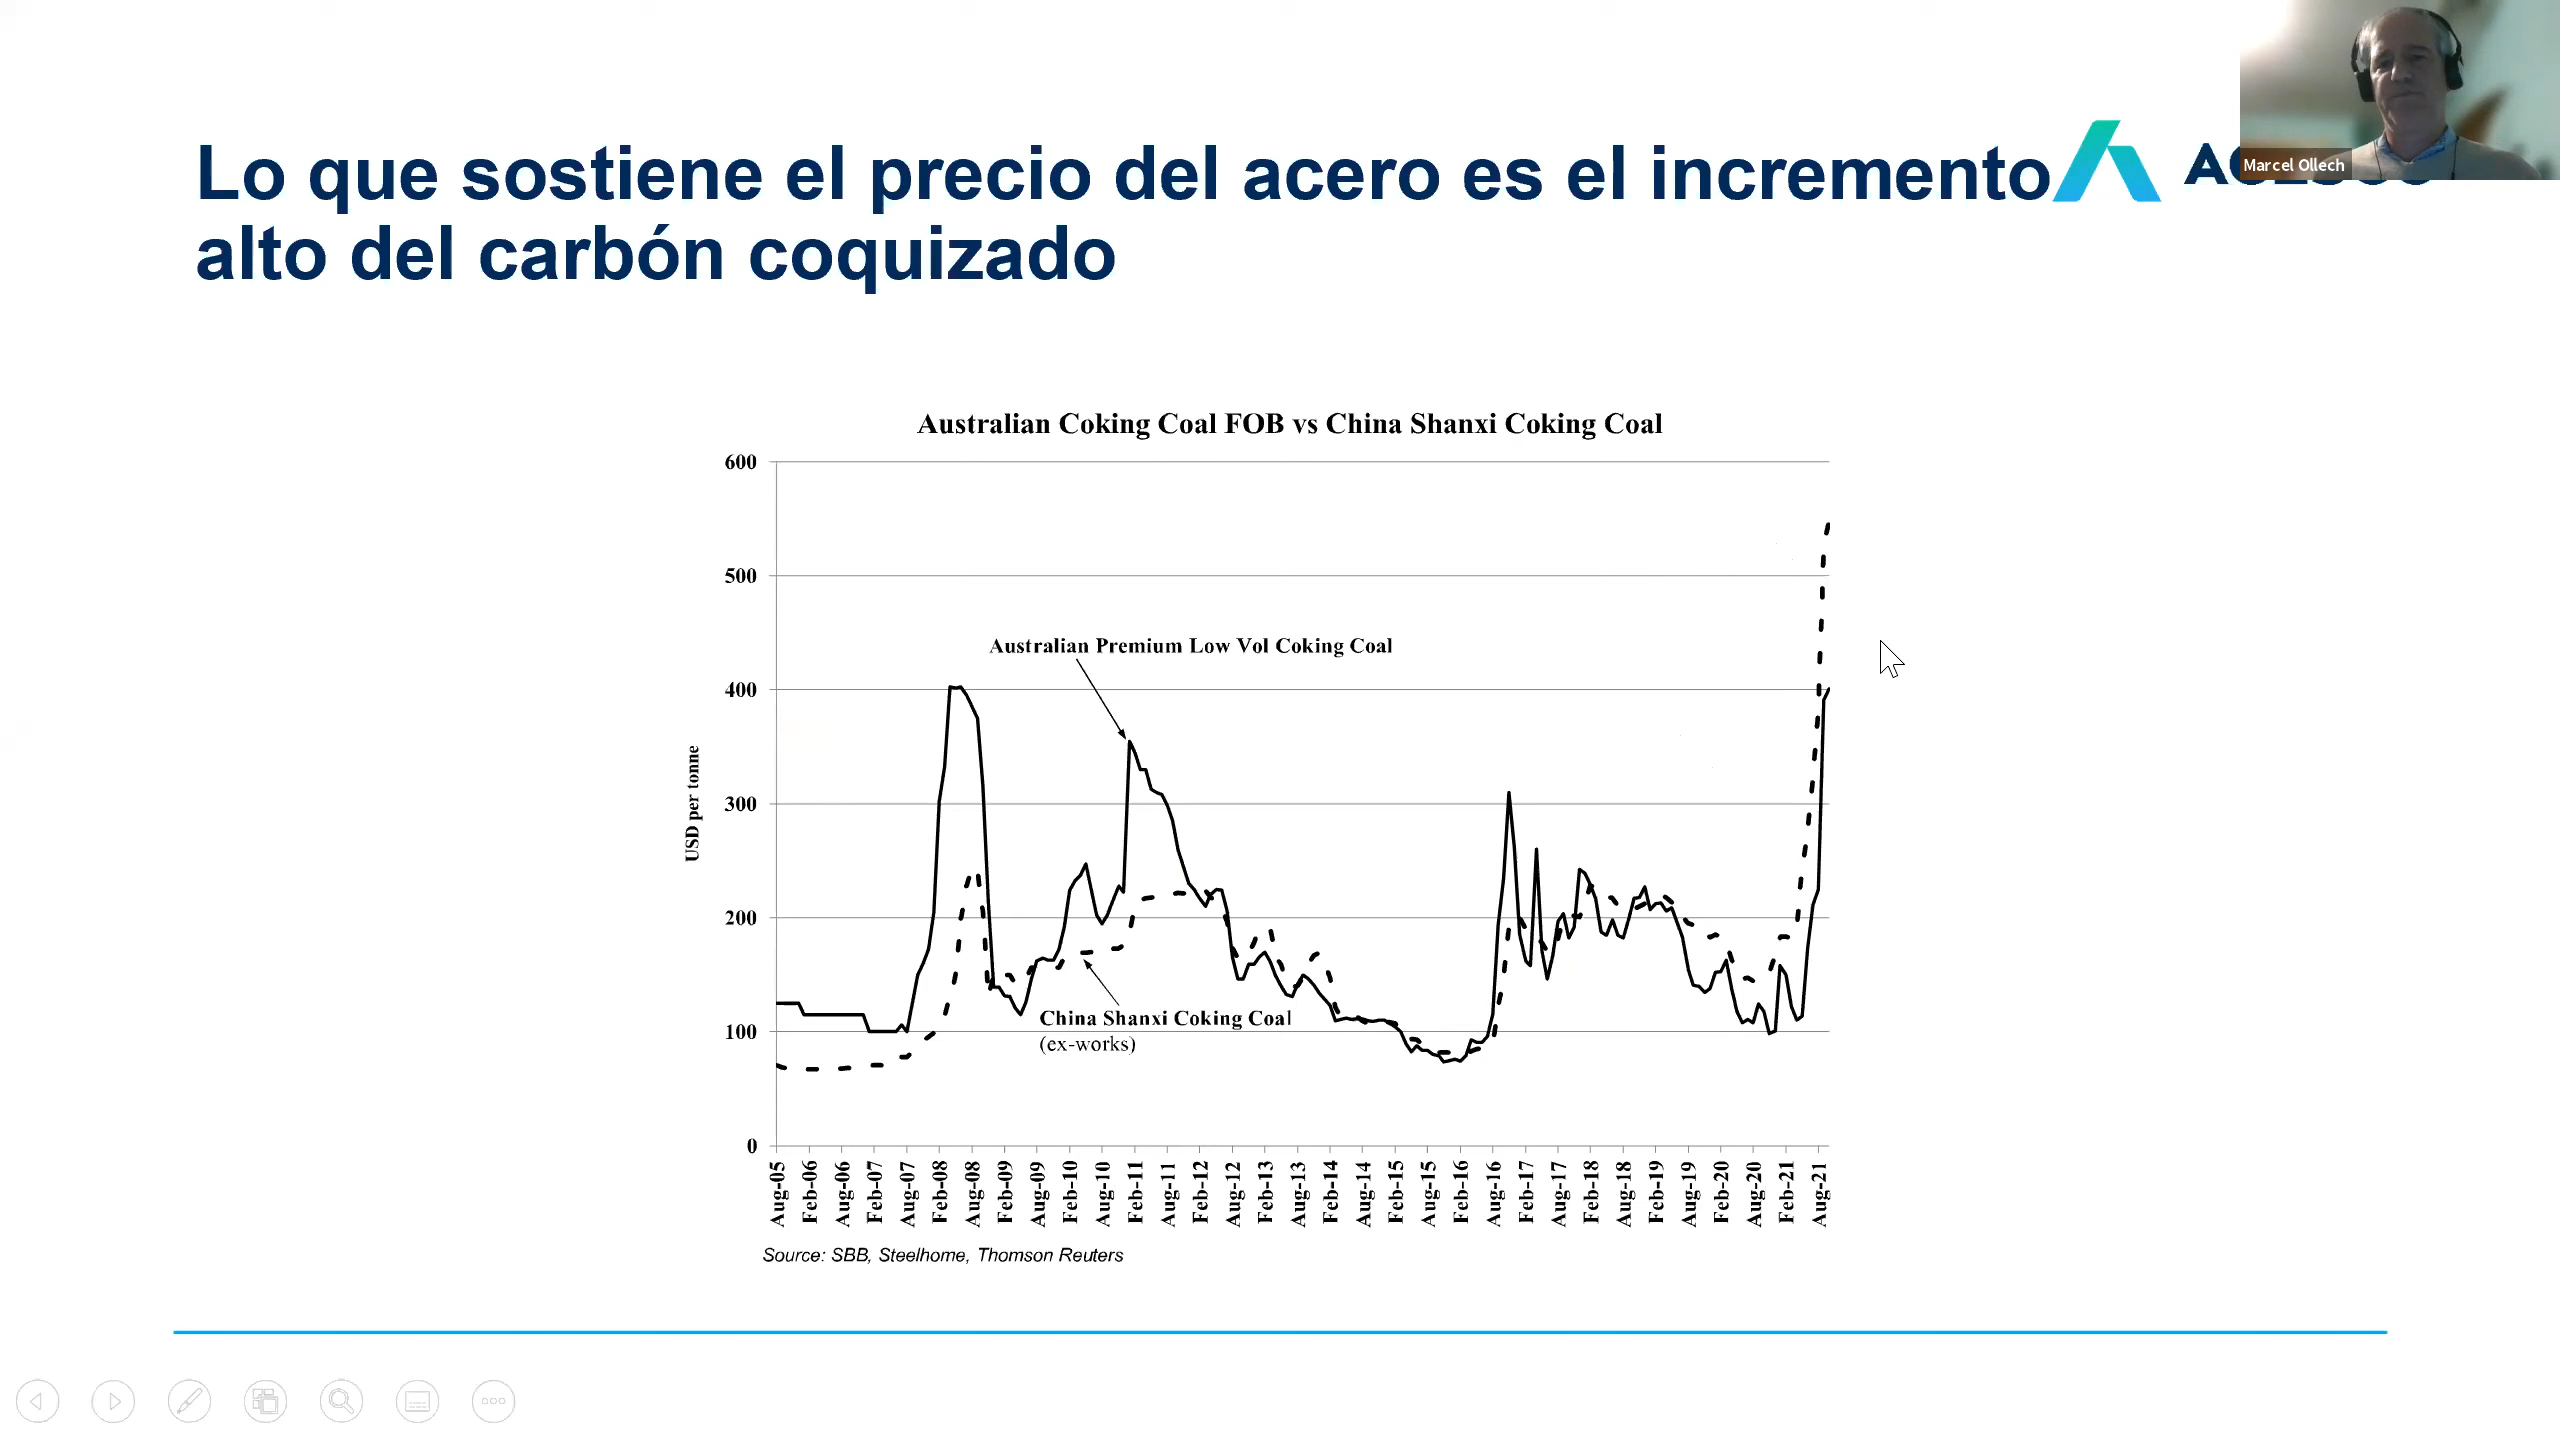 Lo que sostiene el precio del acero es el incremento
alto del carbón coquizado
Marcel Ollech
Australian Coking Coal FOB vs China Shanxi Coking Coal
USD per tonne
600
500
400
300
200
100
0
Australian Premium Low Vol Coking Coal
China Shanxi Coking Coal
(ex-works)
Aug-05
Feb-06
Aug-06
Feb-07
Aug-07
Feb-08
Aug-08
Feb-09
Aug-09
Feb-10
Aug-10
Feb-11
Aug-11
Feb-12
Aug-12
Feb-13
Aug-13
Feb-14
Aug-14
Feb-15
Aug-15
Feb-16
Aug-16
Feb-17
Aug-17
Feb-18
Aug-18
Feb-19
Aug-19
Feb-20
Aug-20
Feb-21
Aug-21
Source: SBB, Steelhome, Thomson Reuters